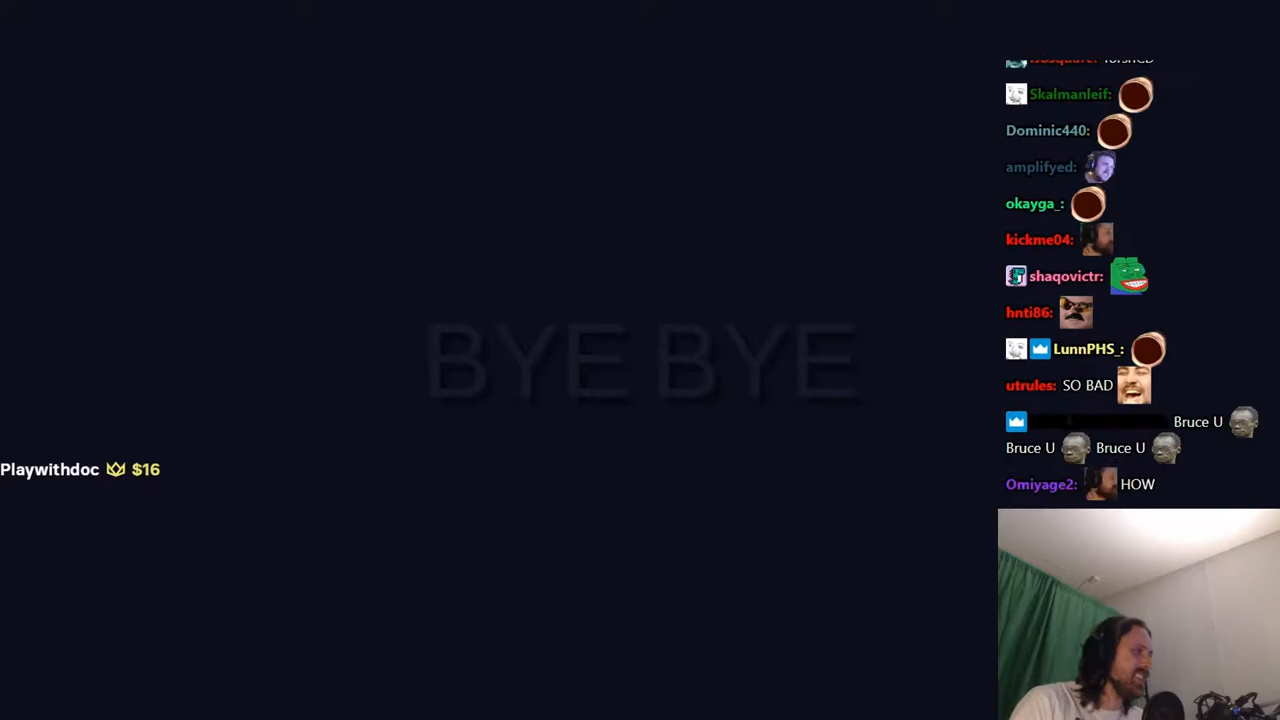 Skalmanleif:
Dominic440:
amplifyed:
okayga_:
kickme04:
shaqovictr:
hnti86:
LunnPHS_:
utrules: SO BAD
Bruce U
Bruce U Bruce U
Omiyage2: HOW
BYE BYE
Playwithdoc $16